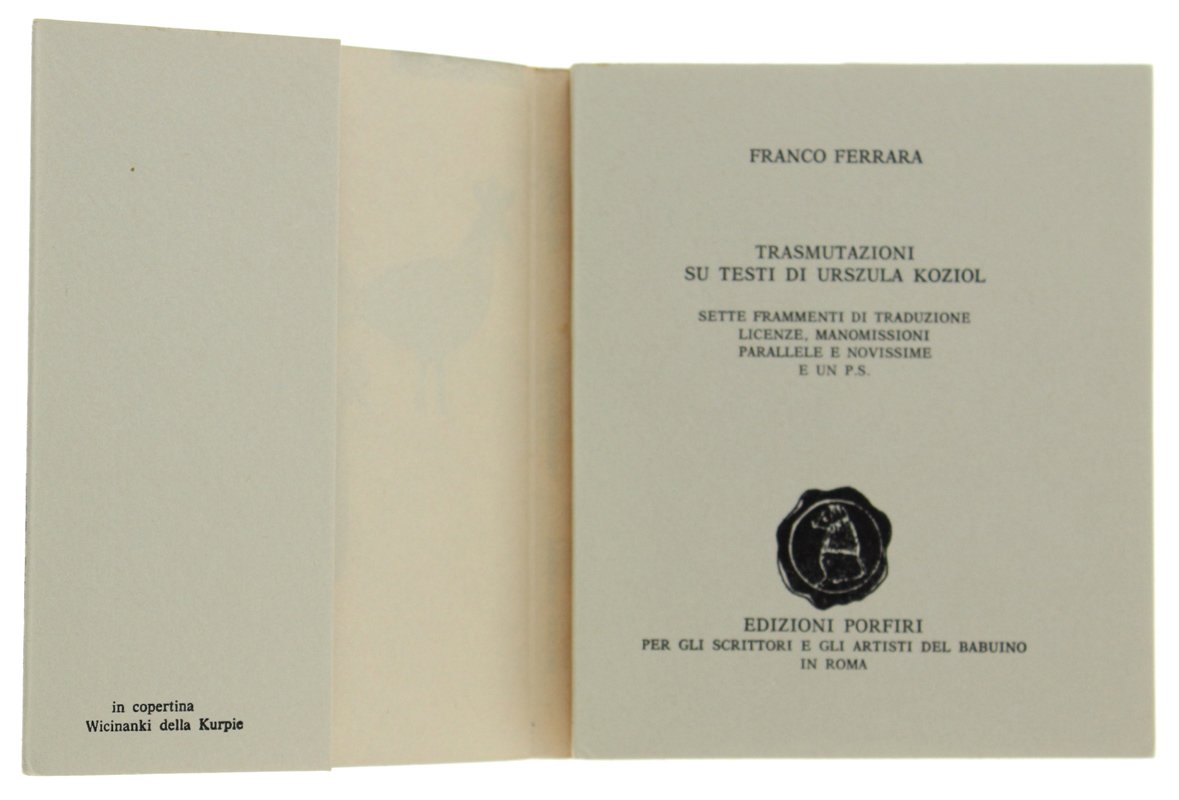 in copertina
Wicinanki della Kurpie
FRANCO FERRARA
TRASMUTAZIONI
SU TESTI DI URSZULA KOZIOL
SETTE FRAMMENTI DI TRADUZIONE
LICENZE, MANOMISSIONI
PARALLELE E NOVISSIME
E UN P.S.
EDIZIONI PORFIRI
PER GLI SCRITTORI E GLI ARTISTI DEL BABUINO
IN ROMA